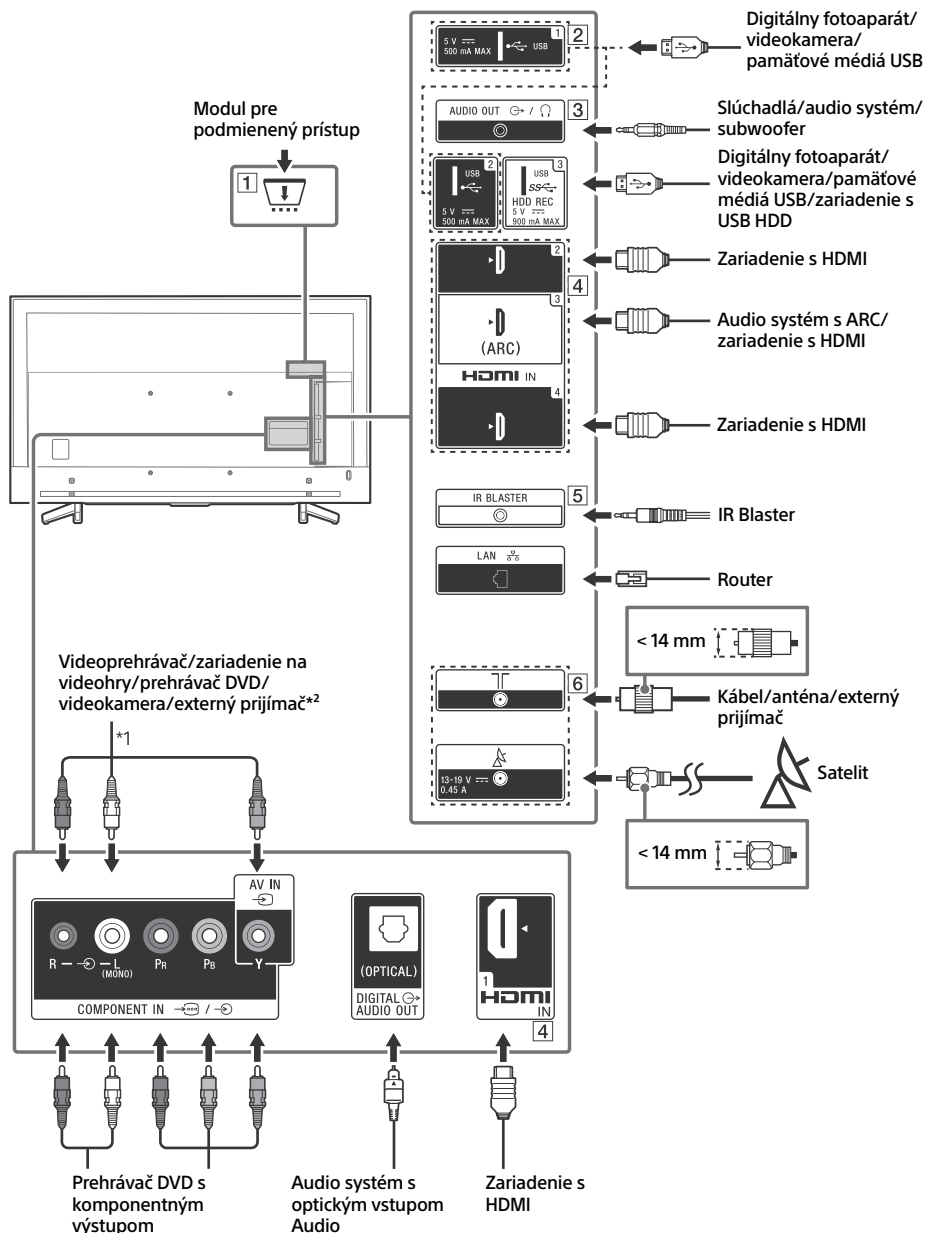 Digitálny fotoaparát/
videokamera/
pamäťové médiá USB
1
2
5 V
500 mA MAX
USB
Modul pre
podmienený prístup
1
AUDIO OUT
/
3
Slúchadlá/audio systém/
subwoofer
2
USB
5 V
500 mA MAX
3
USB
SS
HDD REC
5 V
900 mA MAX
Digitálny fotoaparát/
videokamera/pamäťové
médiá USB/zariadenie s
USB HDD
2
4
Zariadenie s HDMI
3
(ARC)
Audio systém s ARC/
zariadenie s HDMI
HDMI IN
4
Zariadenie s HDMI
IR BLASTER
5
IR Blaster
LAN
Router
< 14 mm
6
Kábel/anténa/externý
prijímač
13-19 V
0.45 A
Satelit
< 14 mm
Videoprehrávač/zariadenie na
videohry/prehrávač DVD/
videokamera/externý prijímač*2
*1
AV IN
R — — L
(MONO)
PR
PB
Y
COMPONENT IN /
(OPTICAL)
DIGITAL
AUDIO OUT
1
HDMI
IN
4
Prehrávač DVD s
komponentným
výstupom
Audio systém s
optickým vstupom
Audio
Zariadenie s
HDMI